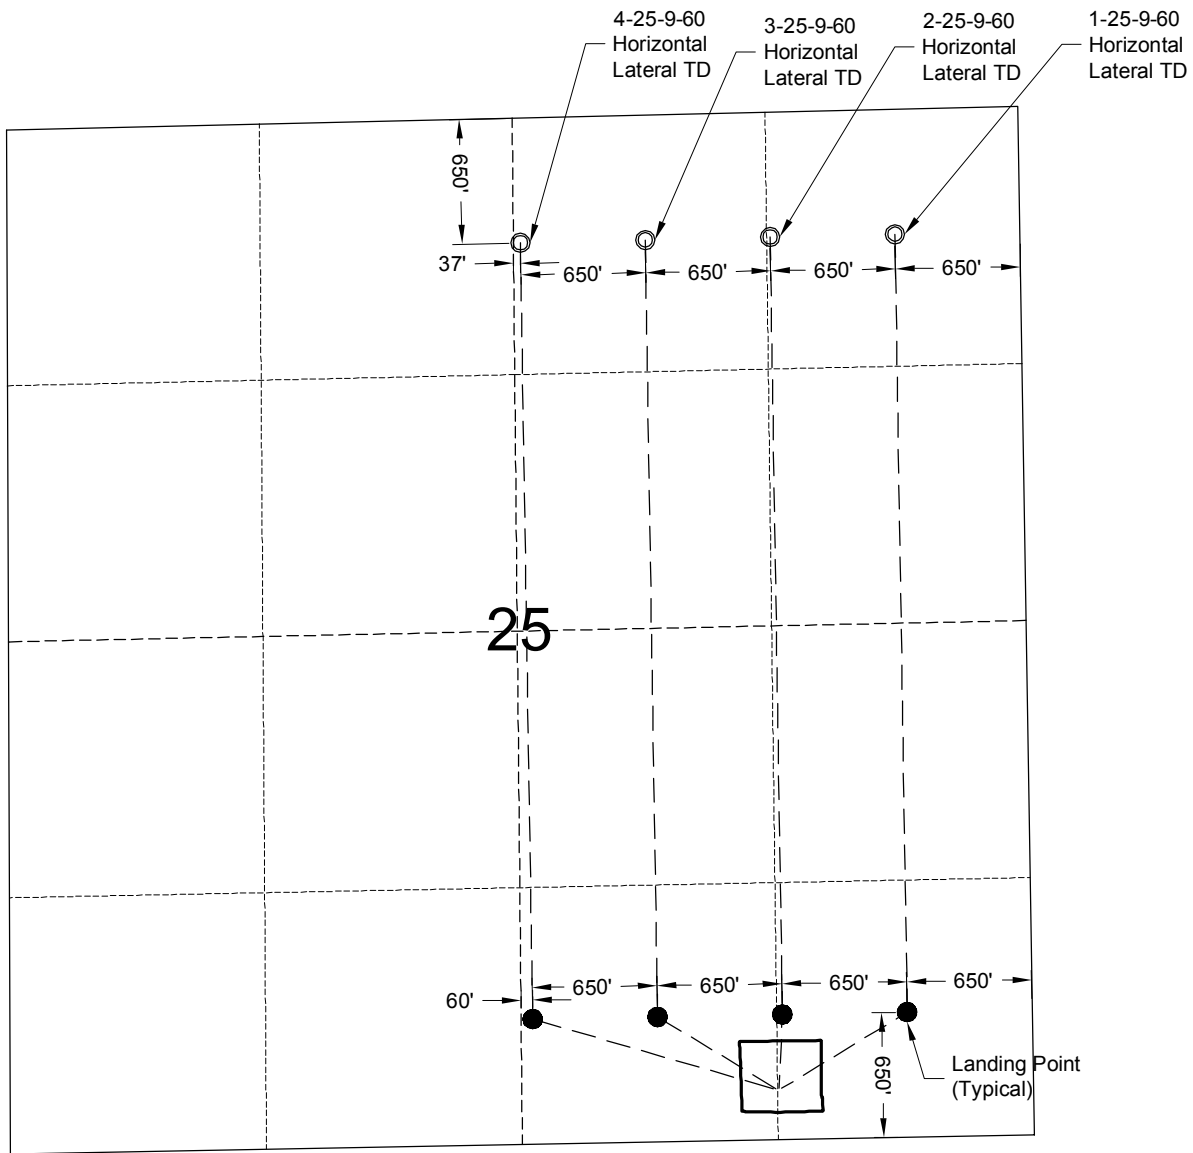 4-25-9-60
Horizontal
Lateral TD
3-25-9-60
Horizontal
Lateral TD
2-25-9-60
Horizontal
Lateral TD
1-25-9-60
Horizontal
Lateral TD
650'
37'
650'
650'
650'
650'
25
60'
650'
650'
650'
650'
650'
Landing Point
(Typical)